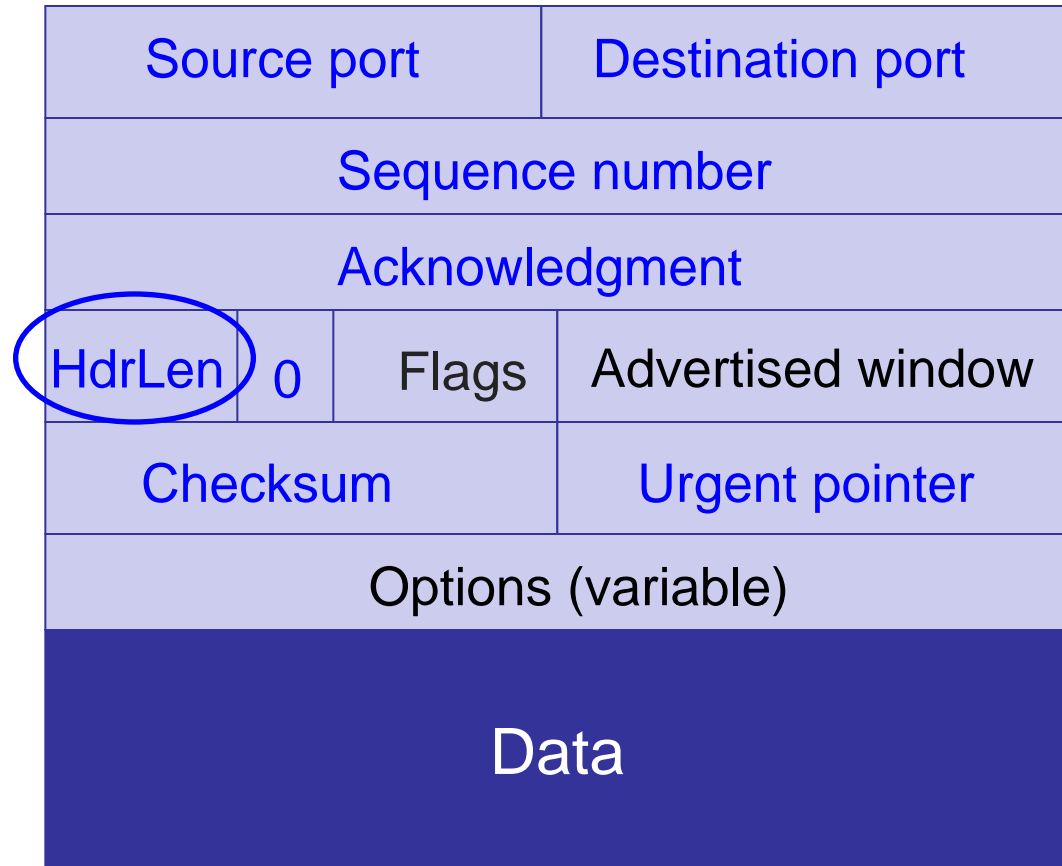 Source port Destination port
Sequence number
Acknowledgment
HdrLen 0 Flags Advertised window
Checksum Urgent pointer
Options (variable)
Data